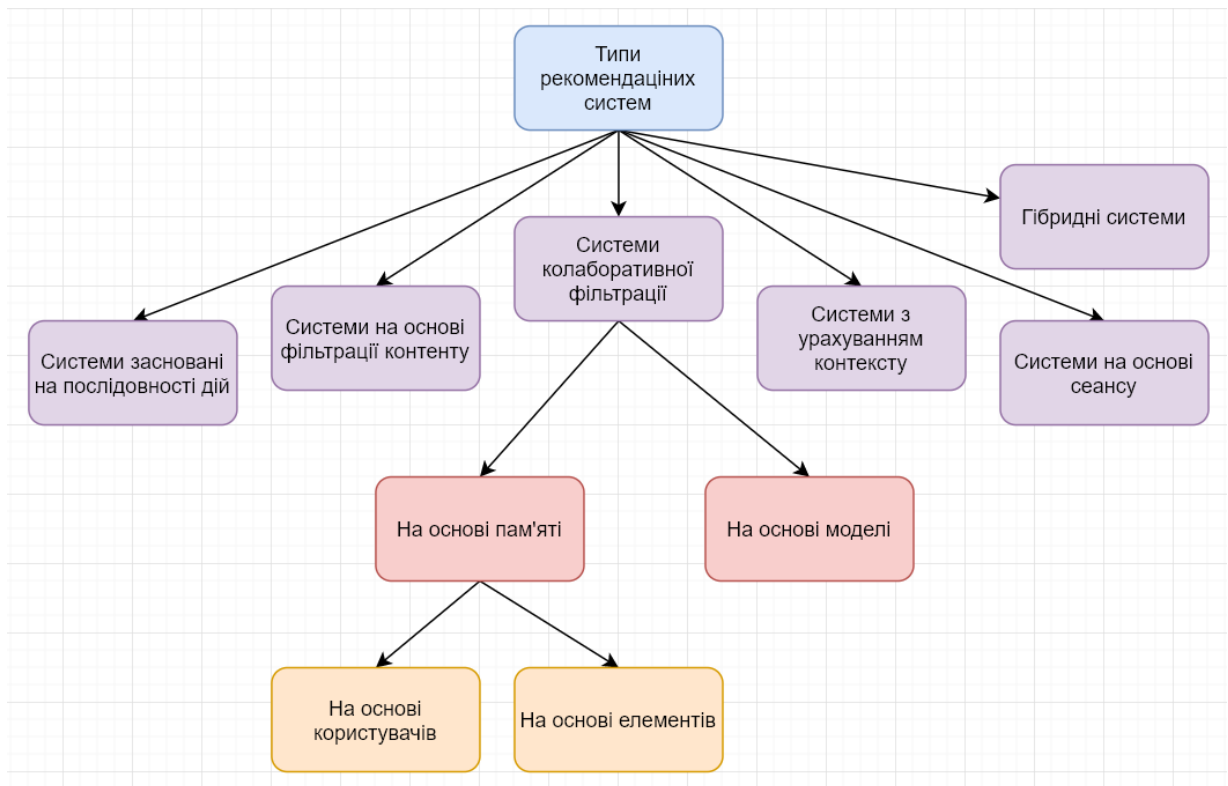 Типи
рекомендаціних
систем
Гібридні системи
Системи
колаборативної
фільтрації
Системи на основі
фільтрації контенту
Системи з
урахуванням
контексту
Системи засновані
на послідовності дій
Системи на основі
сеансу
На основі пам'яті
На основі моделі
На основі
користувачів
На основі елементів